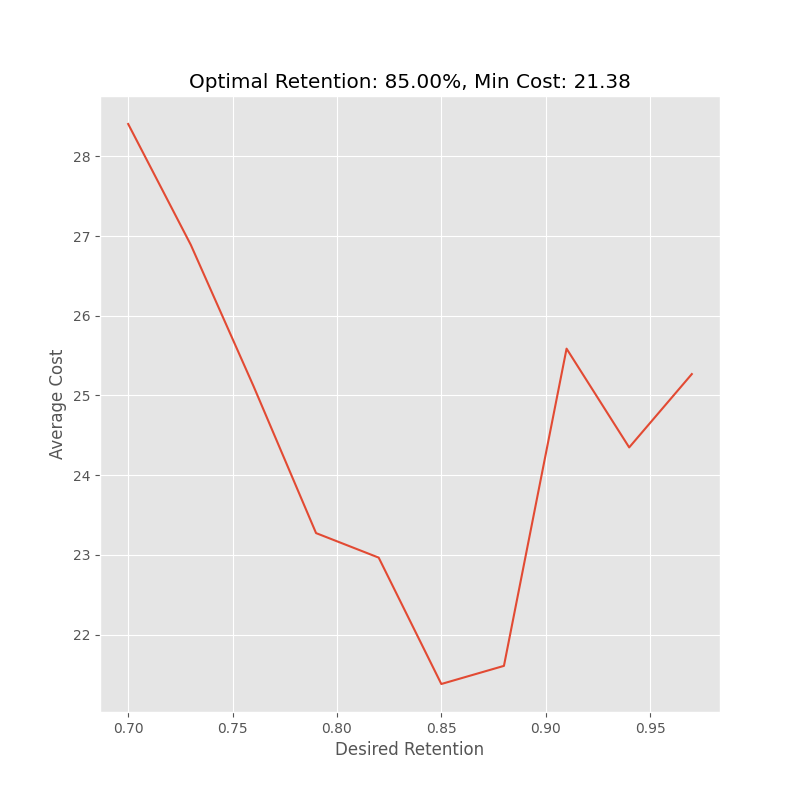 Optimal Retention: 85.00%, Min Cost: 21.38
28
27
26
25
24
23
22
Average Cost
0.70 0.75 0.80 0.85 0.90 0.95
Desired Retention